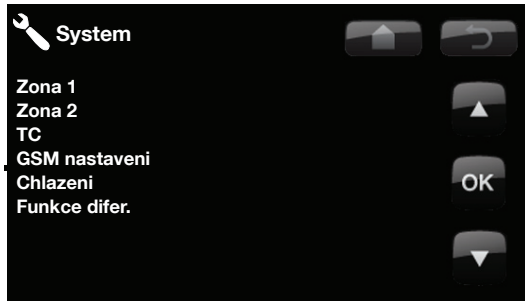 System
Zona 1
Zona 2
TC
GSM nastaveni
Chlazeni
Funkce difer.
OK